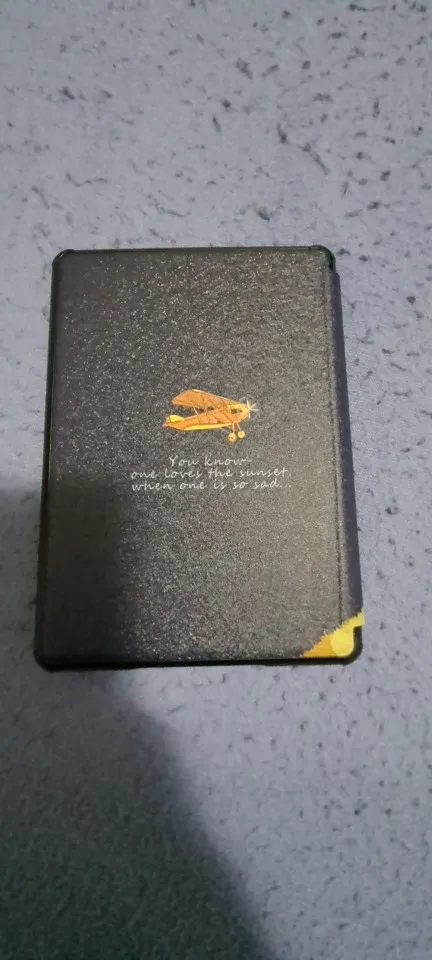 You know
one loves the sunset,
when one is so sad...